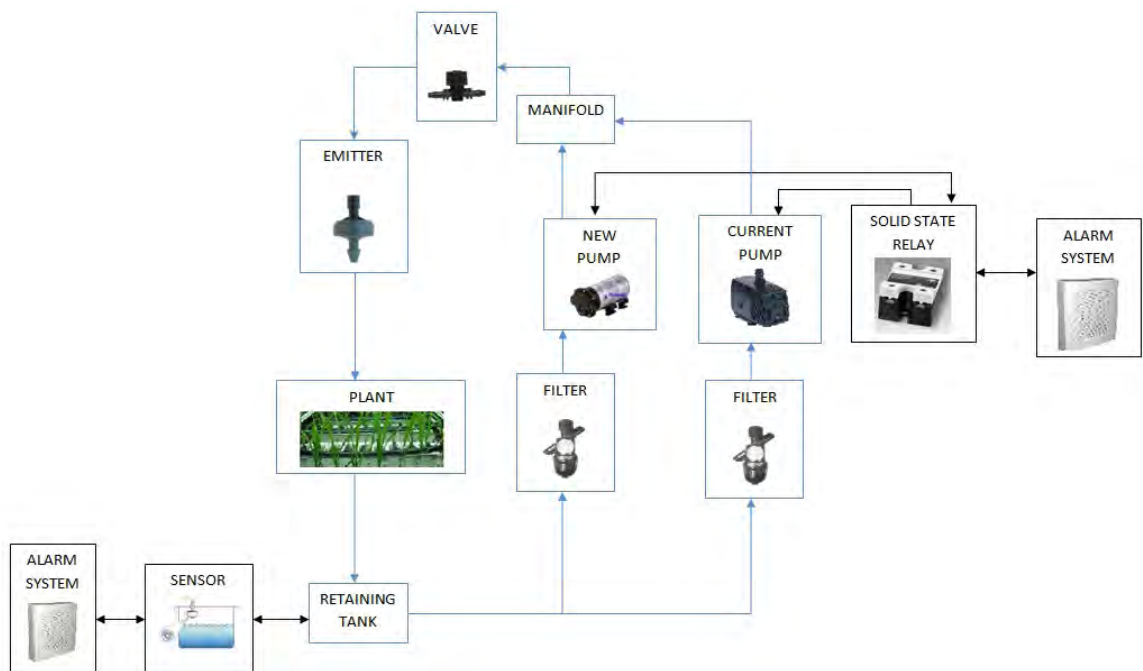 VALVE
MANIFOLD
EMITTER
NEW
PUMP
CURRENT
PUMP
SOLID STATE
RELAY
ALARM
SYSTEM
PLANT
FILTER
FILTER
ALARM
SYSTEM
SENSOR
RETAINING
TANK